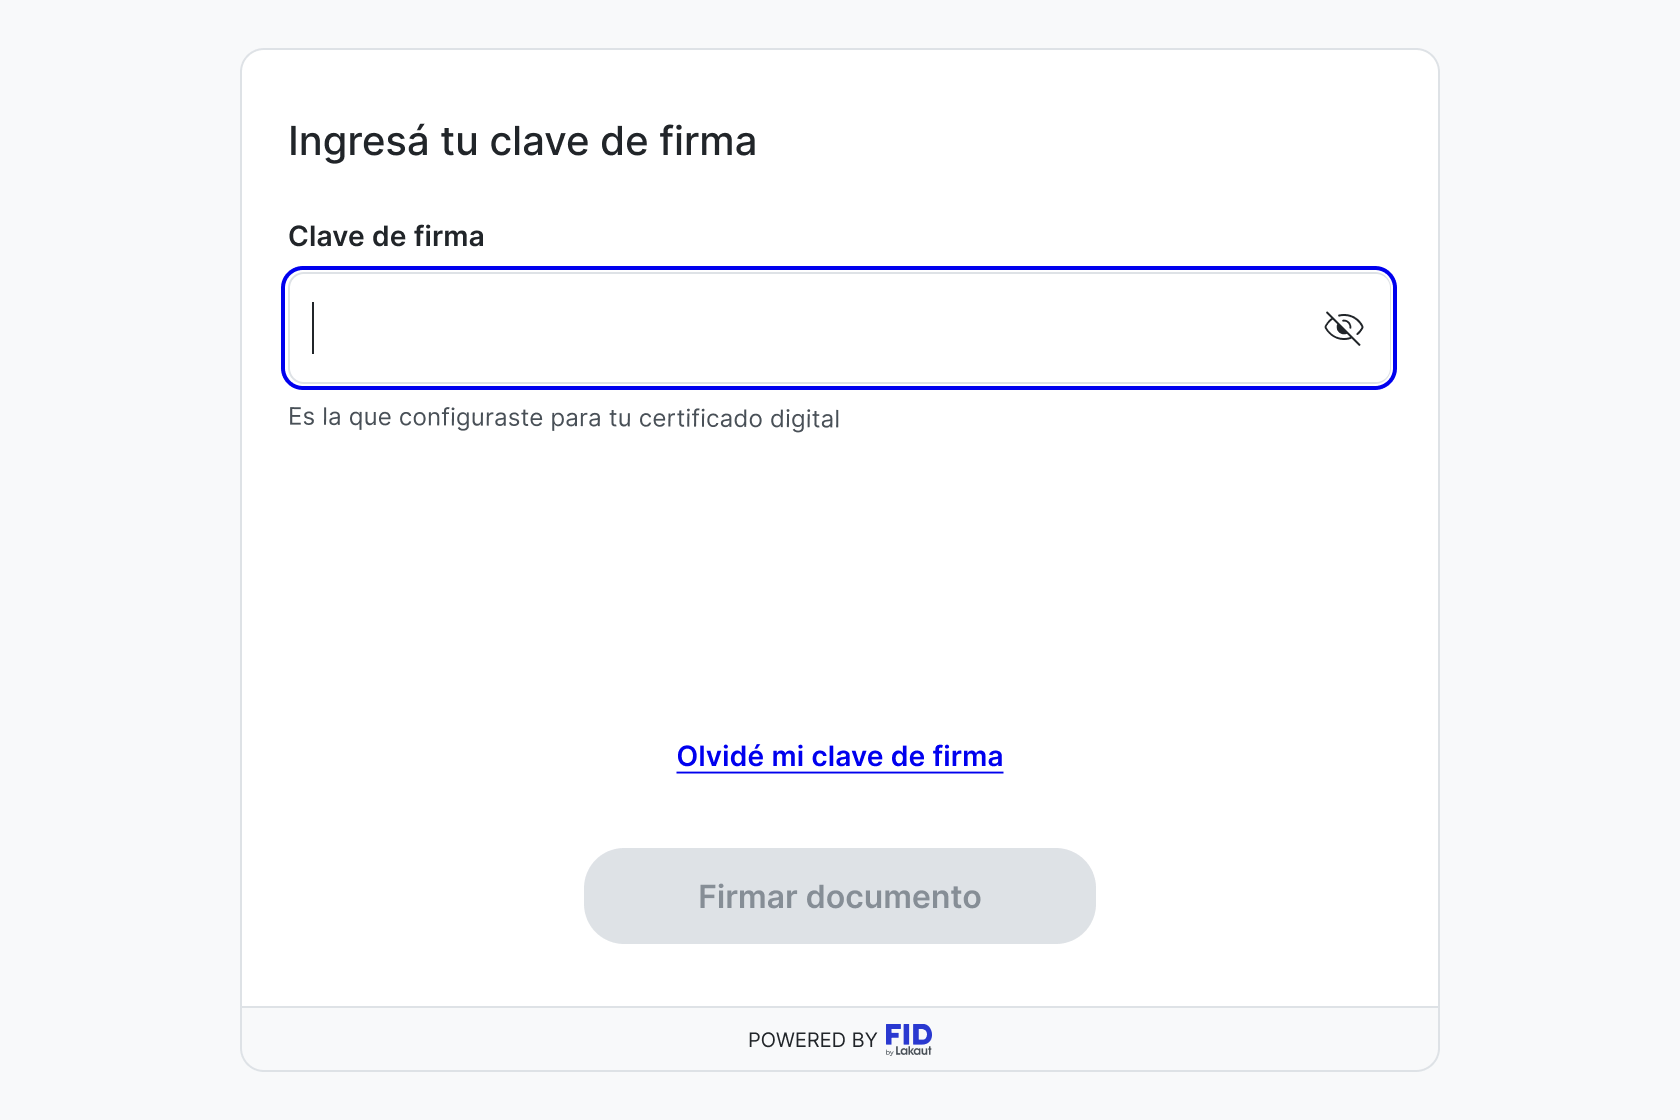 Ingresá tu clave de firma
Clave de firma
Es la que configuraste para tu certificado digital
Olvidé mi clave de firma
Firmar documento
POWERED BY FID
by Lakaut